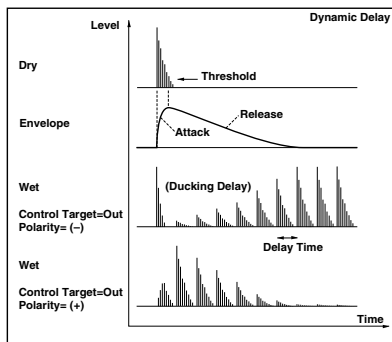 Dynamic Delay
Level
Dry
Threshold
Envelope
Release
Attack
Wet
(Ducking Delay)
Control Target=Out
Polarity= (–)
Delay Time
Wet
Control Target=Out
Polarity= (+)
Time